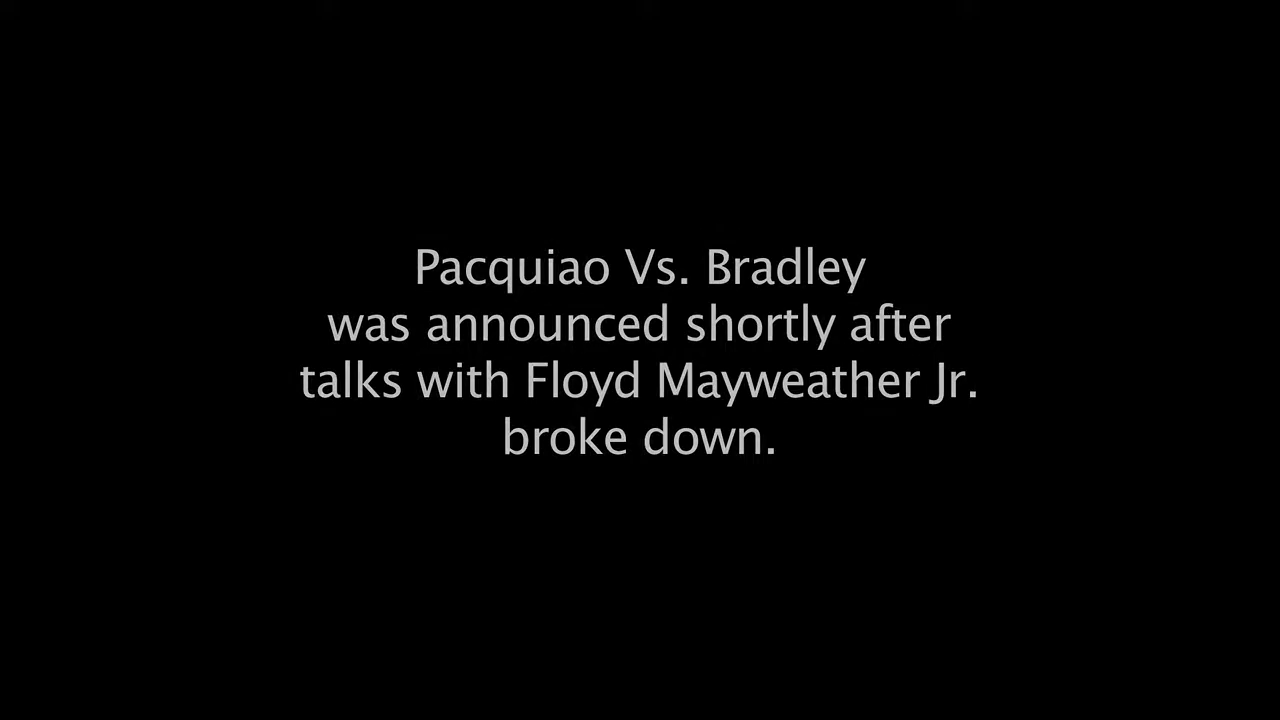 Pacquiao Vs. Bradley
was announced shortly after
talks with Floyd Mayweather Jr.
broke down.